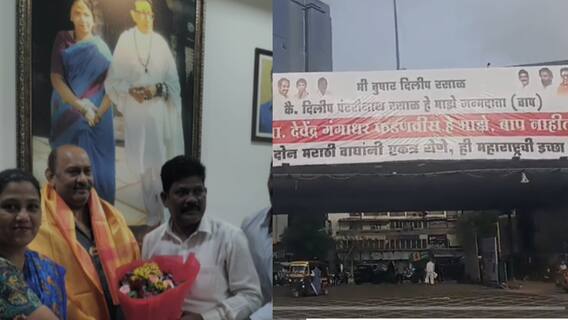 मी तुषार दिलीप रसाळ
कै. दिलीप पंढरीनाथ रसाळ हे माझे जन्मदाता (बाप)
ा. देवेंद्र गंगाधर फडणवीस हे माझे, बाप नाहीत
दोन मराठी वाघांनी एकत्र येणे, ही महाराष्ट्राची इच्छा